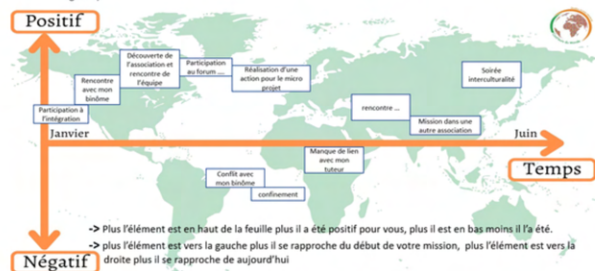 Positif
Découverte de
l'association et
rencontre de
l'équipe
Participation
au forum ....
Réalisation d'une
action pour le micro
projet
Soirée
interculturalité
Rencontre
avec mon
binôme
Participation à
l'intégration
rencontre ...
Mission dans une
autre association
Janvier
Juin
Temps
Manque de lien
avec mon
tuteur
Conflit avec
mon binôme
confinement
-> Plus l'élément est en haut de la feuille plus il a été positif pour vous, plus il est en bas moins il l'a été.
-> plus l'élément est vers la gauche plus il se rapproche du début de votre mission, plus l'élément est vers la
droite plus il se rapproche de aujourd'hui
Négatif